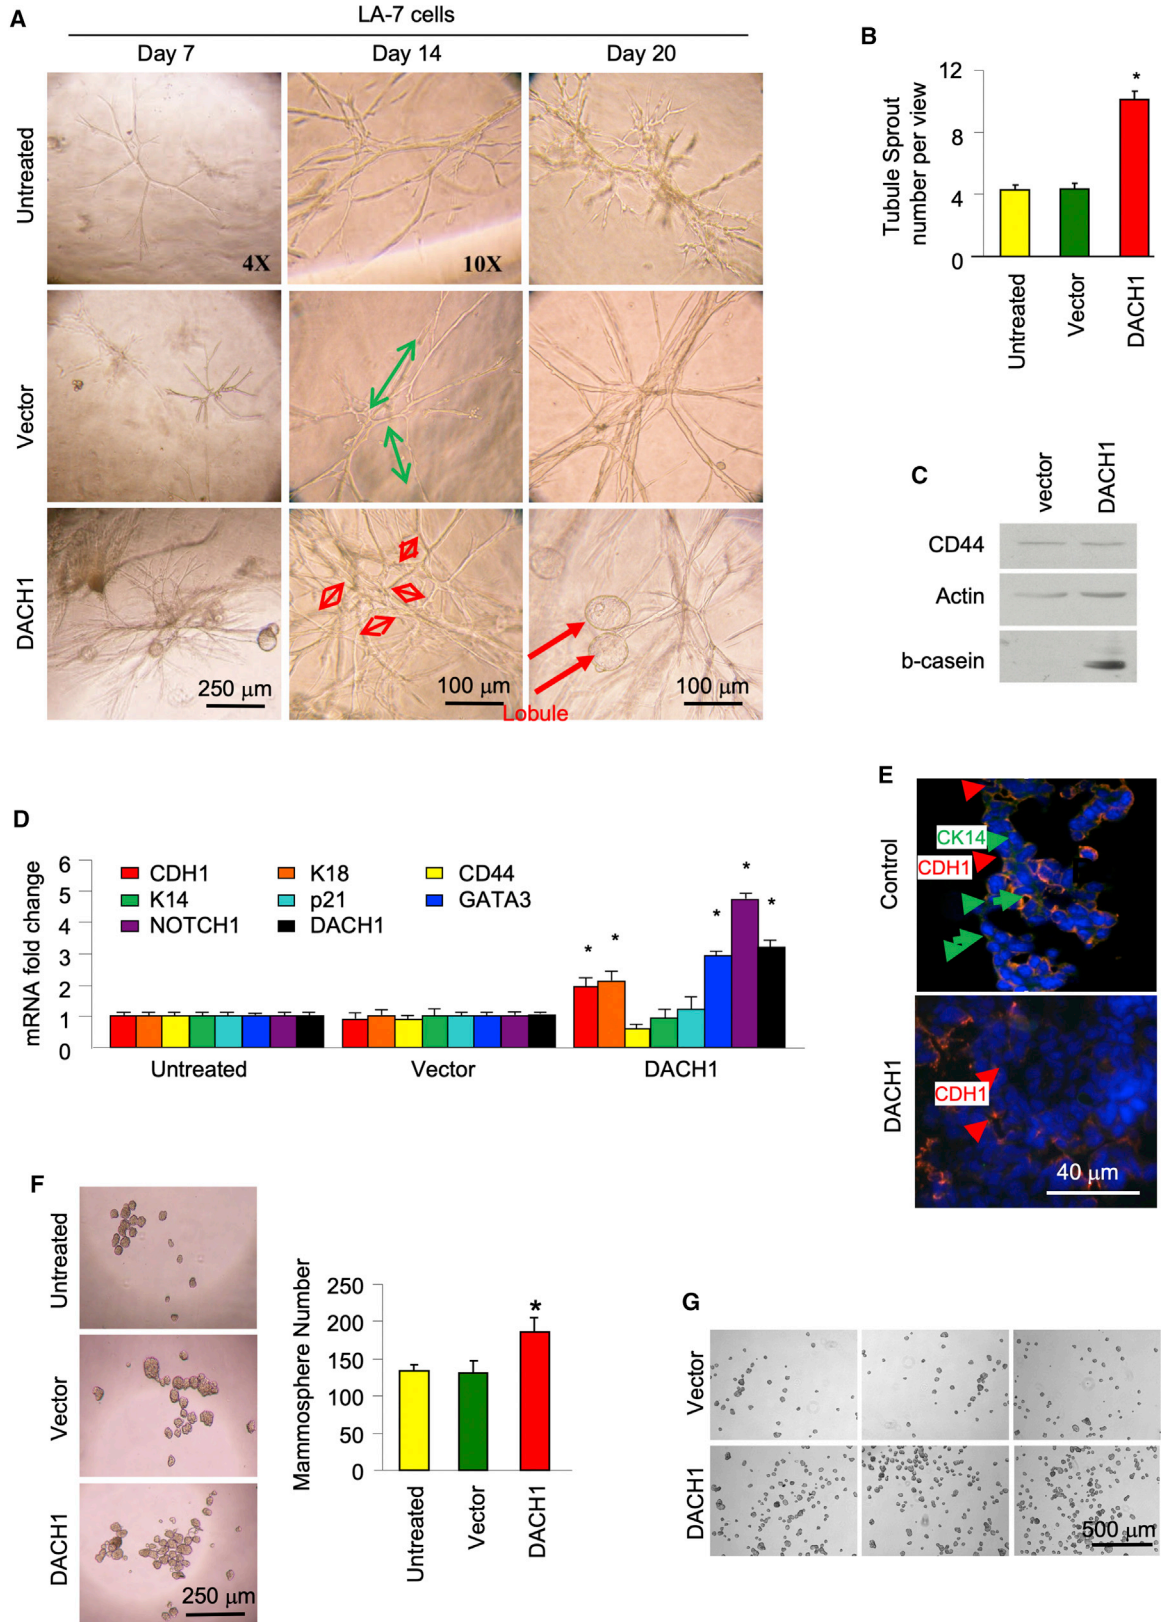 A
LA-7 cells
Day 7 Day 14 Day 20
Untreated
4X 10X
Vector
DACH1
250 μm 100 μm 100 μm
Lobule
B
Tubule Sprout
number per view
12
8
4
0
*
Untreated Vector DACH1
C
vector DACH1
CD44
Actin
b-casein
D
mRNA fold change
6
5
4
3
2
1
0
CDH1 K18 CD44
K14 p21 GATA3
NOTCH1 DACH1
* * * * *
Untreated Vector DACH1
E
Control
CK14
CDH1
DACH1
CDH1
40 μm
F
Untreated
Vector
DACH1
250 μm
Mammosphere Number
250
200
150
100
50
0
*
Untreated Vector DACH1
G
Vector
DACH1
500 μm